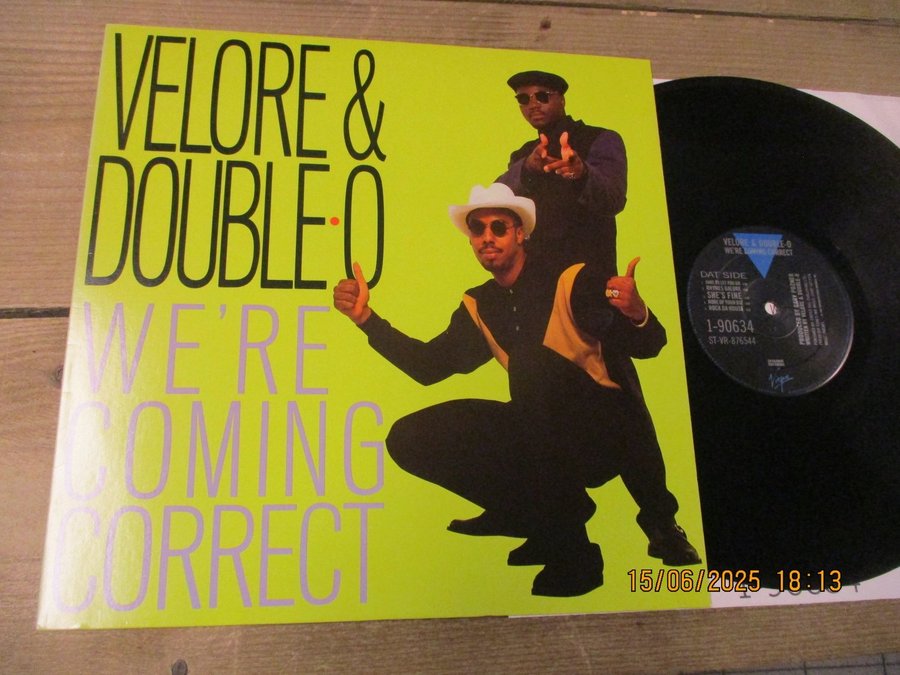 VELORE &
DOUBLE·O
WE'RE
COMING
CORRECT
VELORE & DOUBLE-O
WE'RE COMING CORRECT
DAT SIDE
SHE'S FINE
1-90634
ST-VR-876544
Virgin
15/06/2025 18:13